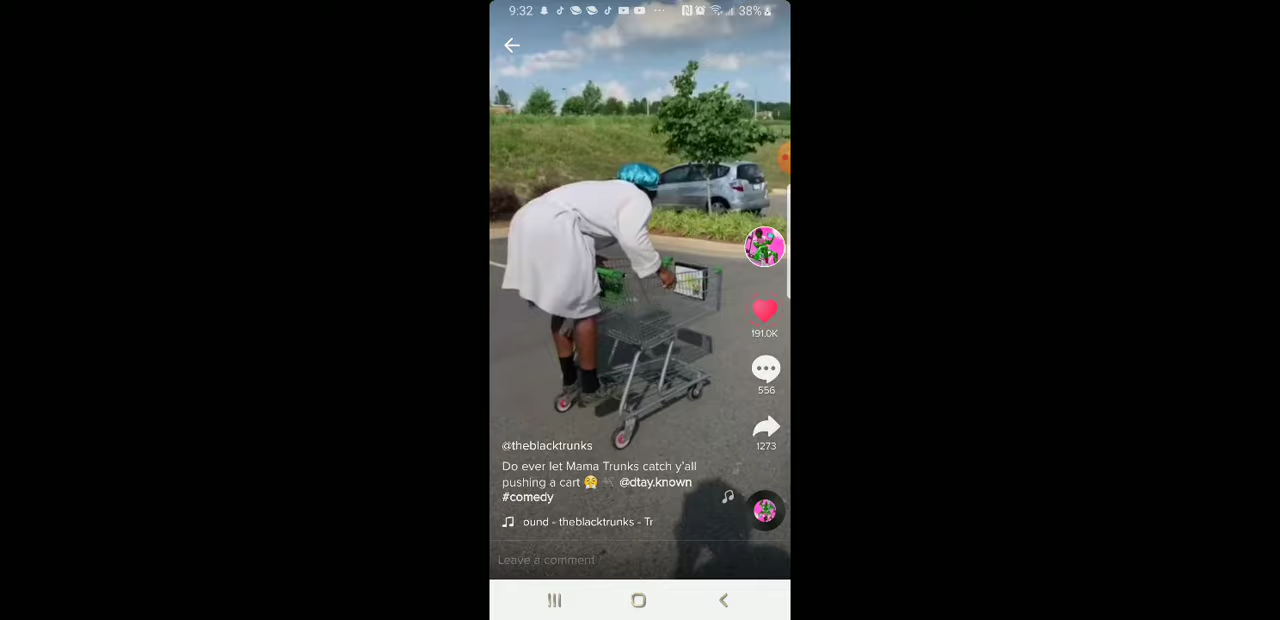 9:32
38%
191.0K
556
1273
@theblacktrunks
Do ever let Mama Trunks catch y'all
pushing a cart 😤 @dtay.known
#comedy
ound - theblacktrunks - Tr
Leave a comment